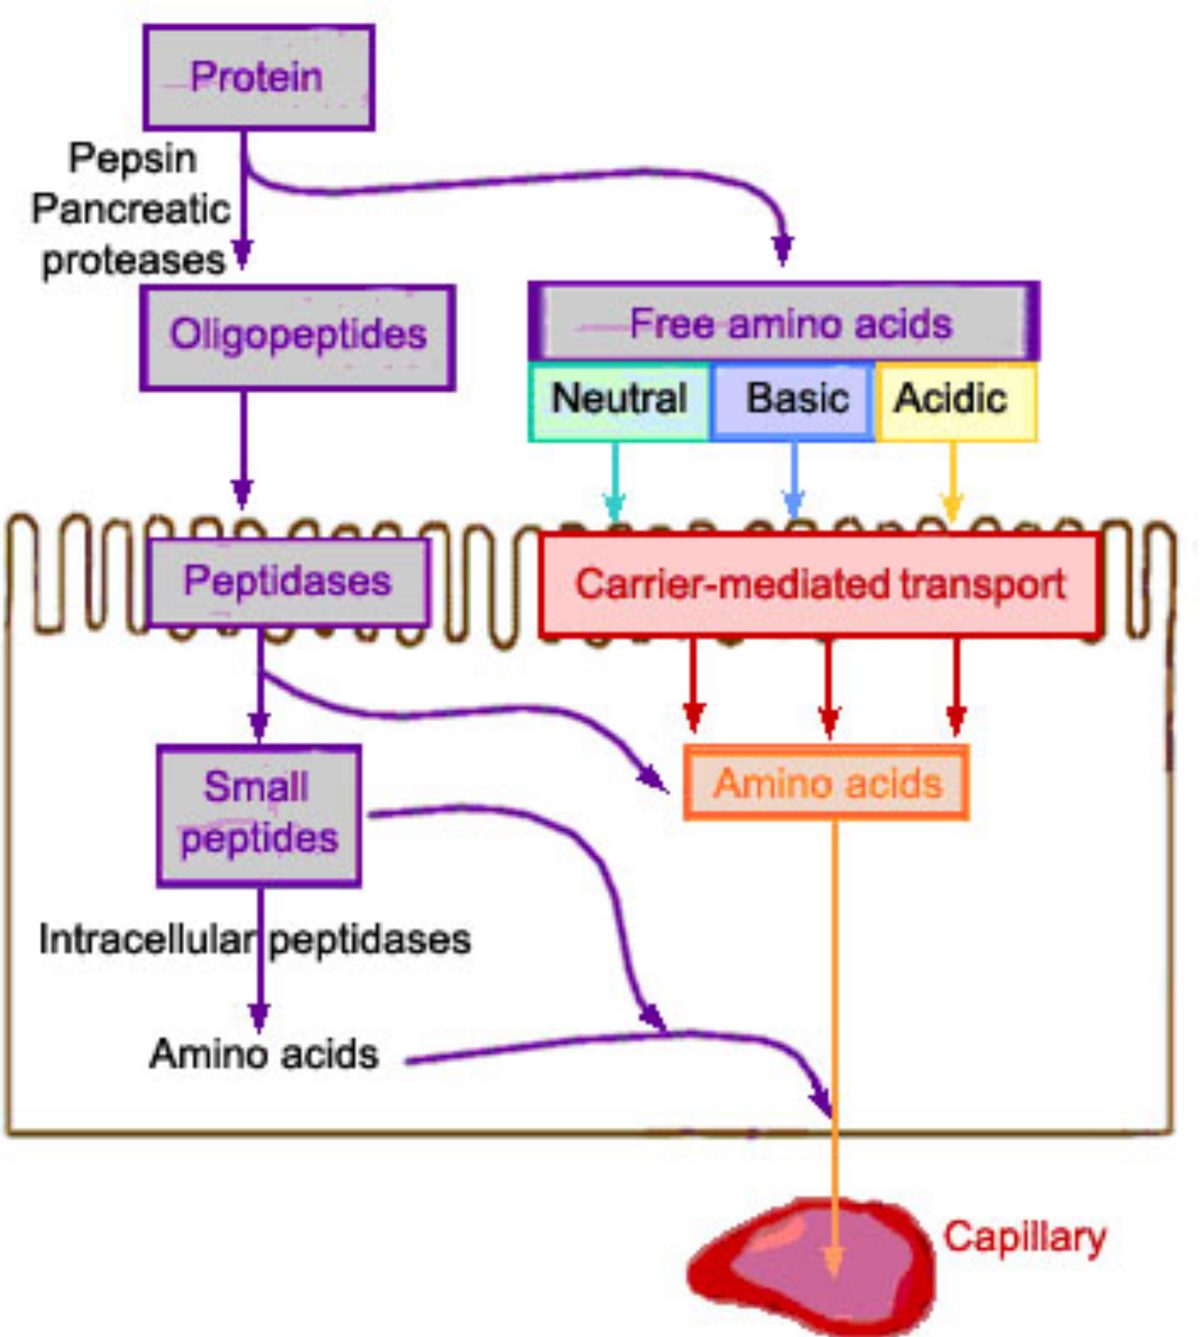 Protein
Pepsin
Pancreatic
proteases
Oligopeptides
Free amino acids
Neutral
Basic
Acidic
Peptidases
Carrier-mediated transport
Small
peptides
Amino acids
Intracellular peptidases
Amino acids
Capillary